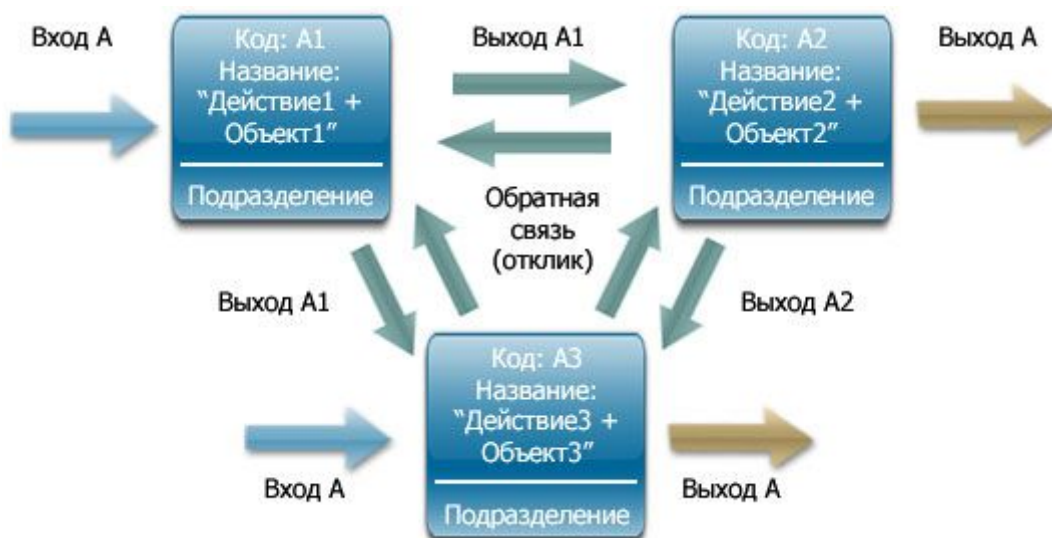 Вход А
Код: А1
Название:
“Действие1 +
Объект1”
Подразделение
Выход А1
Обратная
связь
(отклик)
Код: А2
Название:
“Действие2 +
Объект2”
Подразделение
Выход А
Выход А1
Выход А2
Код: А3
Название:
“Действие3 +
Объект3”
Подразделение
Вход А
Выход А